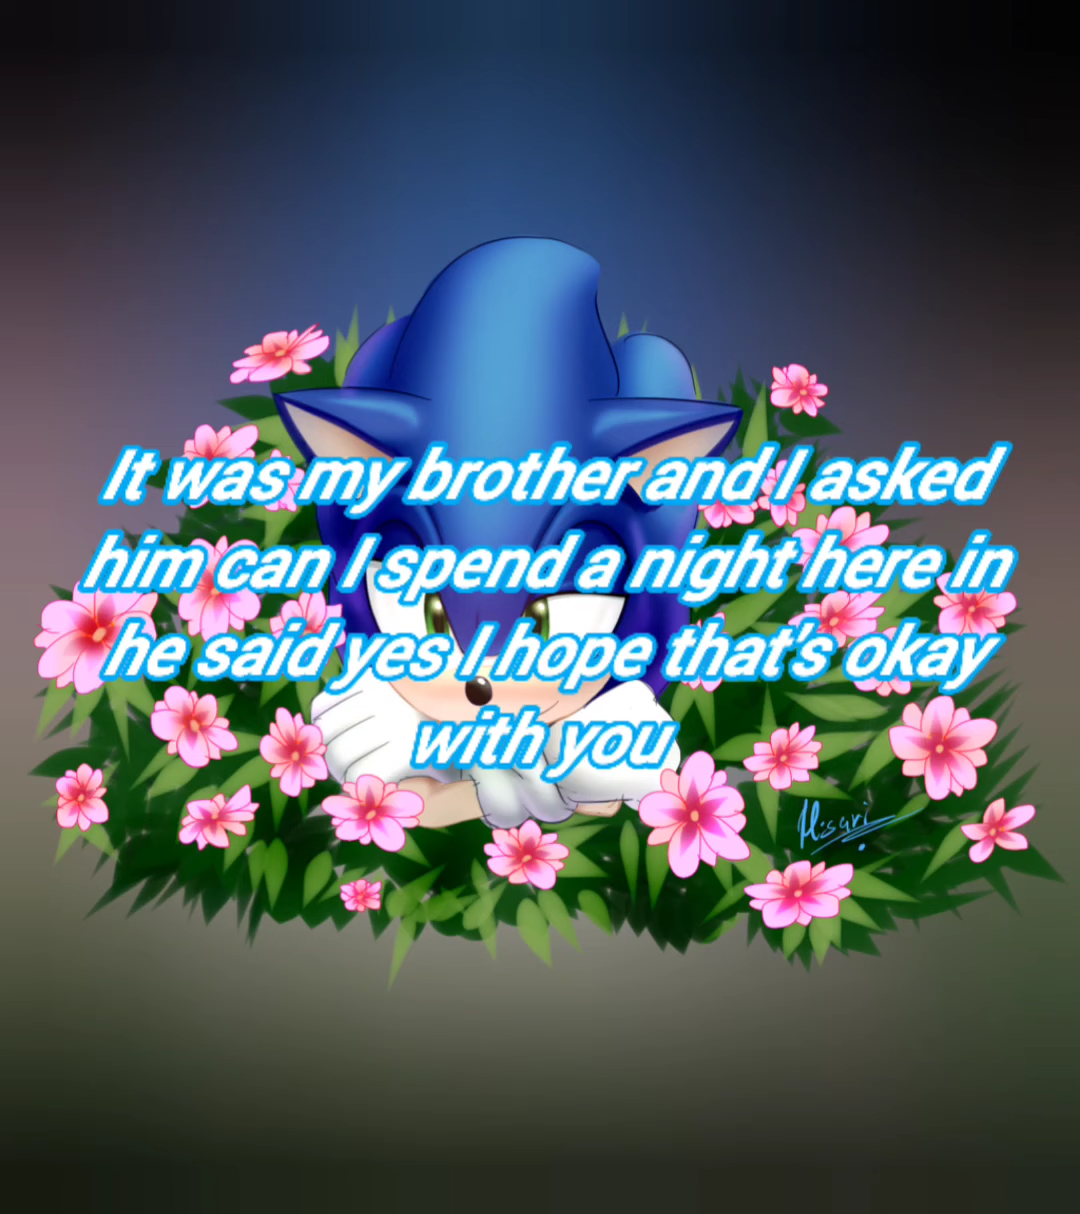 It was my brother and I asked
him can I spend a night here in
he said yes I hope that's okay
with you
Misari